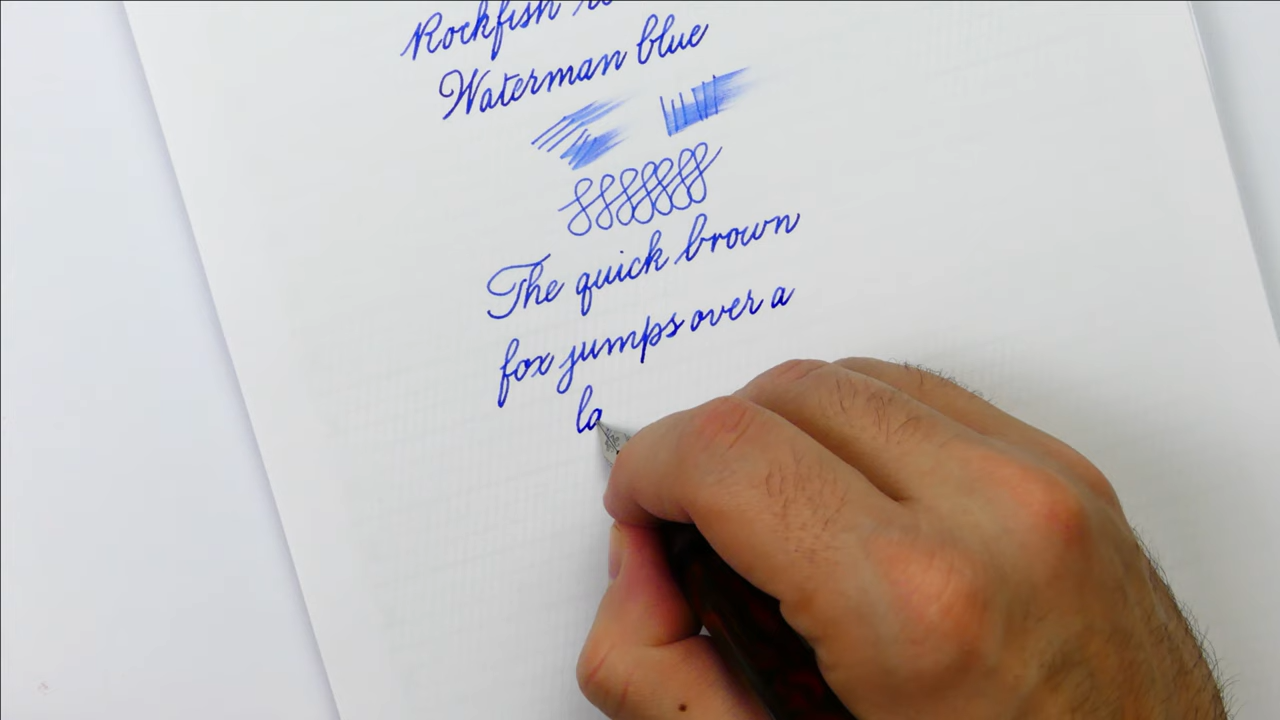 Rockfish
Waterman blue
The quick brown
fox jumps over a
la